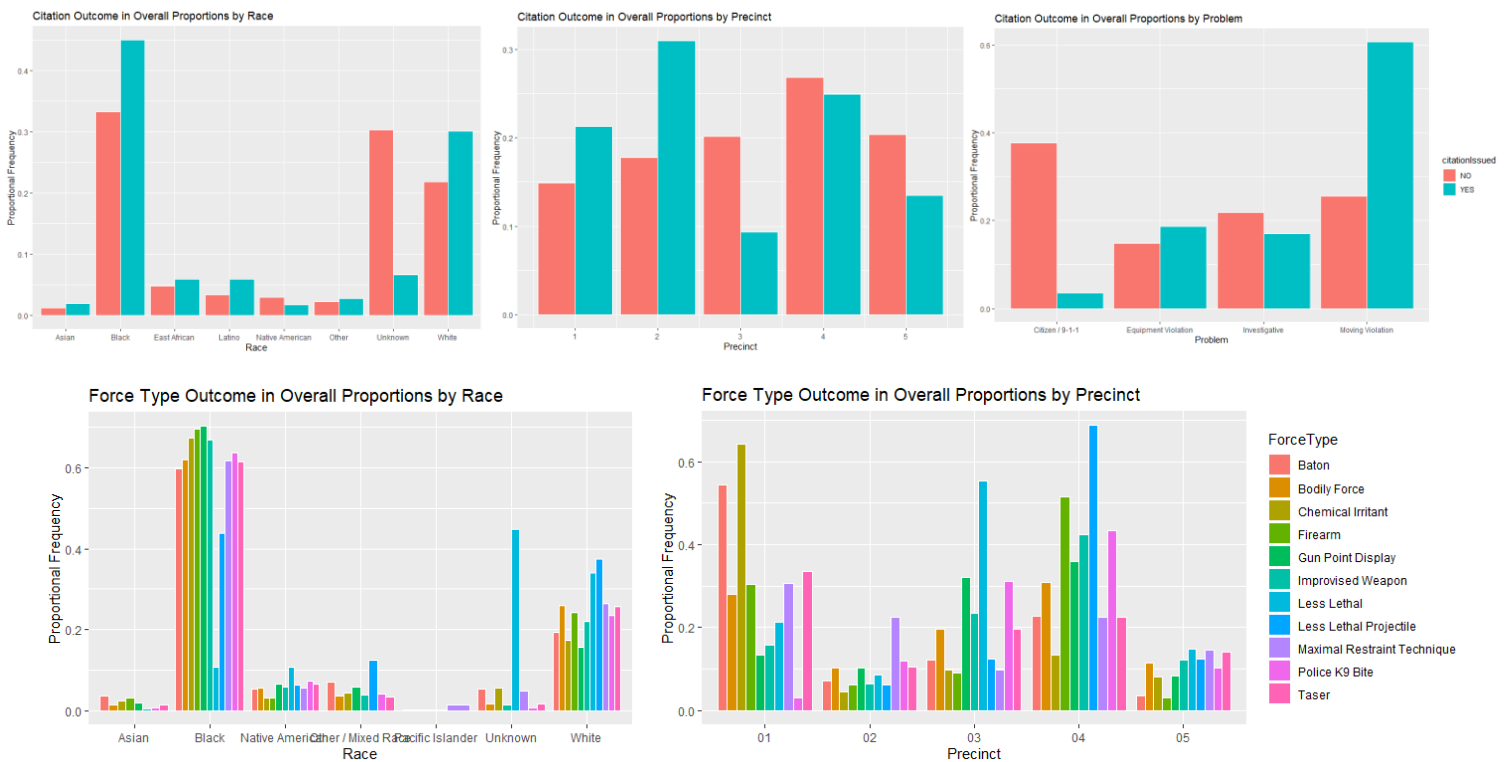 Citation Outcome in Overall Proportions by Race
Proportional Frequency
0.4
0.3
0.2
0.1
0.0
Asian Black East African Latino Native American Other Unknown White
Race
Citation Outcome in Overall Proportions by Precinct
Proportional Frequency
0.3
0.2
0.1
0.0
1 2 3 4 5
Precinct
Citation Outcome in Overall Proportions by Problem
Proportional Frequency
0.6
0.4
0.2
0.0
Citizen / 9-1-1 Equipment Violation Investigative Moving Violation
Problem
citationIssued
NO
YES
Force Type Outcome in Overall Proportions by Race
Proportional Frequency
0.6
0.4
0.2
0.0
Asian Black Native American Other / Mixed Race Pacific Islander Unknown White
Race
Force Type Outcome in Overall Proportions by Precinct
Proportional Frequency
0.6
0.4
0.2
0.0
01 02 03 04 05
Precinct
ForceType
Baton
Bodily Force
Chemical Irritant
Firearm
Gun Point Display
Improvised Weapon
Less Lethal
Less Lethal Projectile
Maximal Restraint Technique
Police K9 Bite
Taser